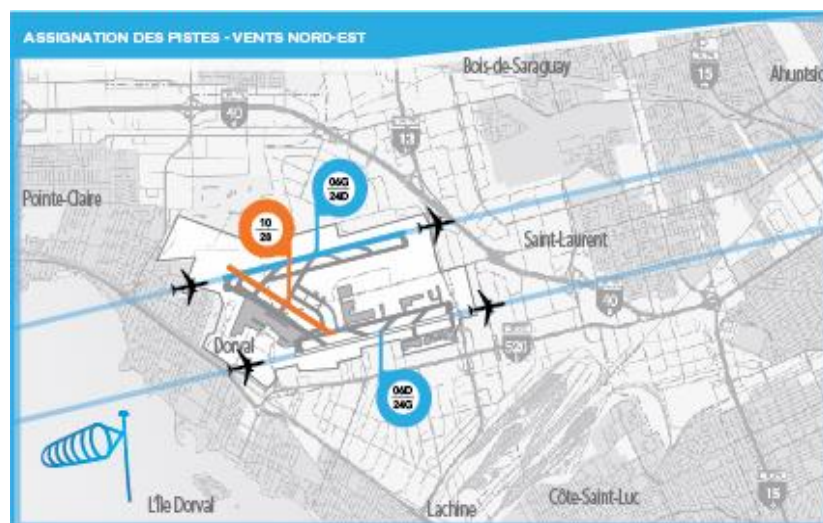 ASSIGNATION DES PISTES - VENTS NORD-EST
Bois-de-Saraguay
15
Ahuntsic
40
13
Pointe-Claire
06G
24D
10
28
Saint-Laurent
40
Dorval
520
06D
24G
L'Île Dorval
Lachine
Côte-Saint-Luc
15